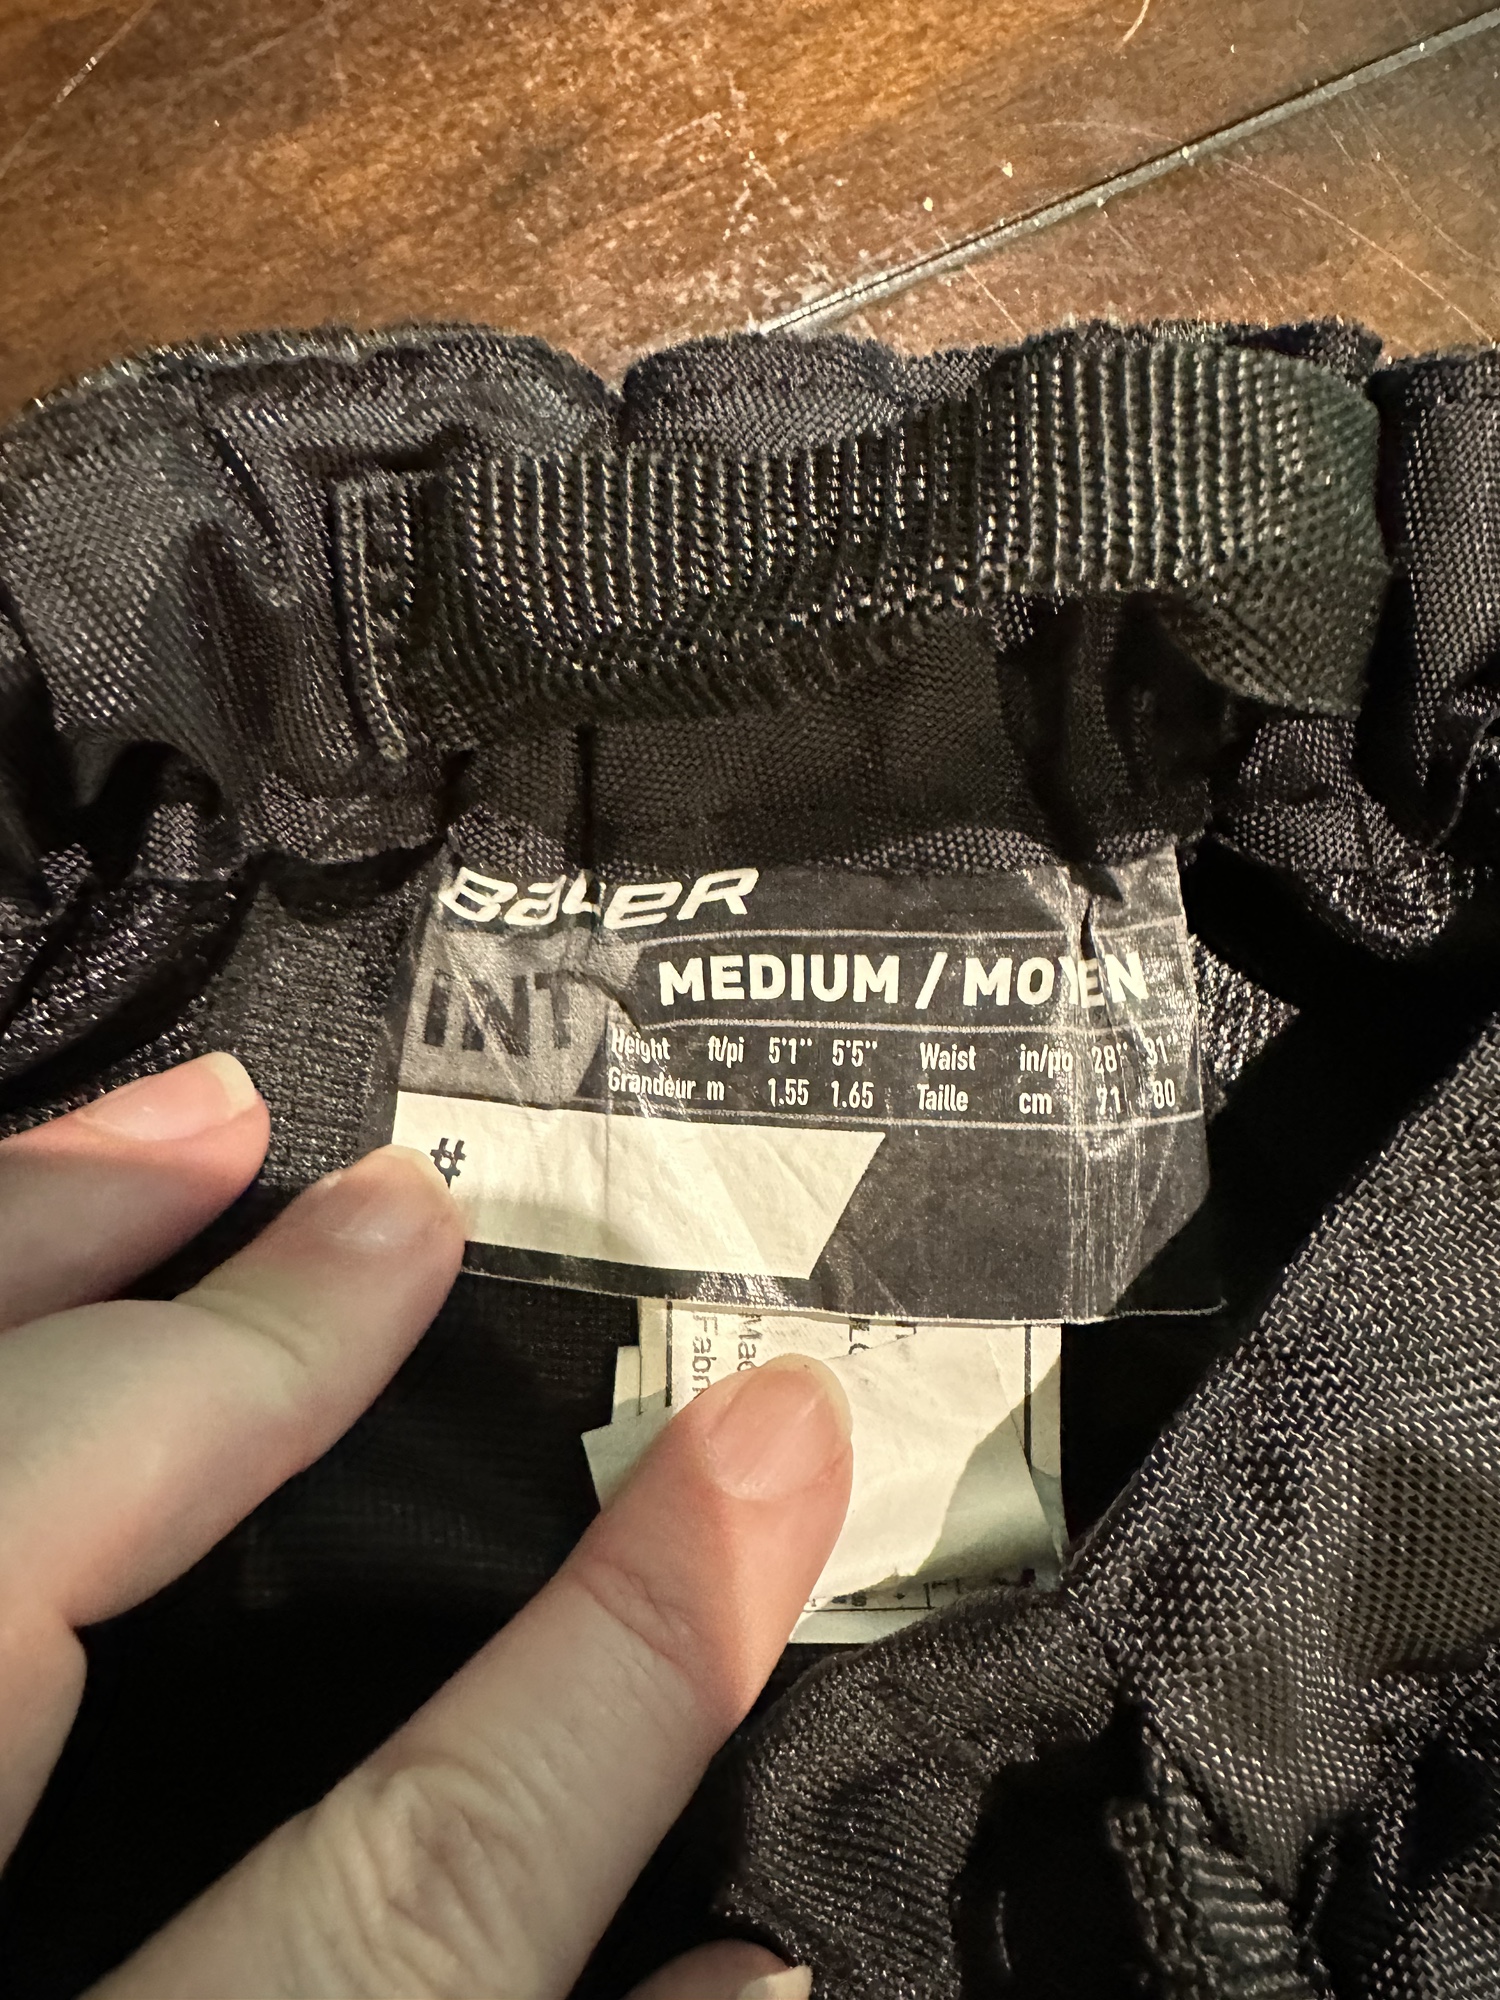 BAUER
INT
MEDIUM / MOYEN
Height ft/pi 5'1" 5'5" Waist in/po 28" 31"
Grandeur m 1.55 1.65 Taille cm 71 80
#